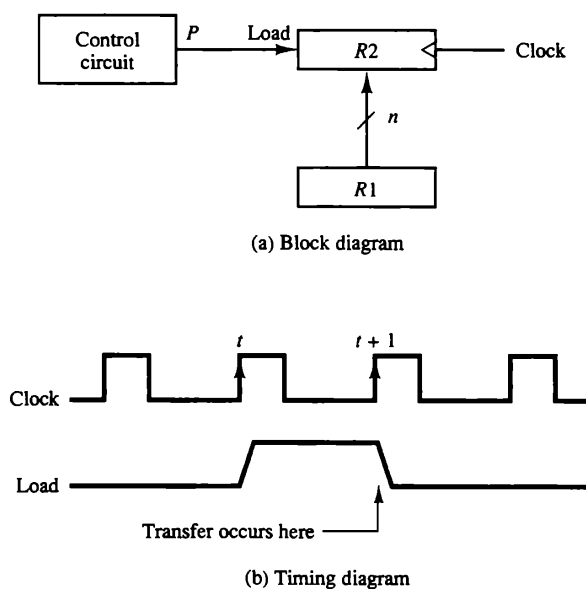 Control
circuit
P
Load
R2
Clock
n
R1
(a) Block diagram
t
t + 1
Clock
Load
Transfer occurs here
(b) Timing diagram